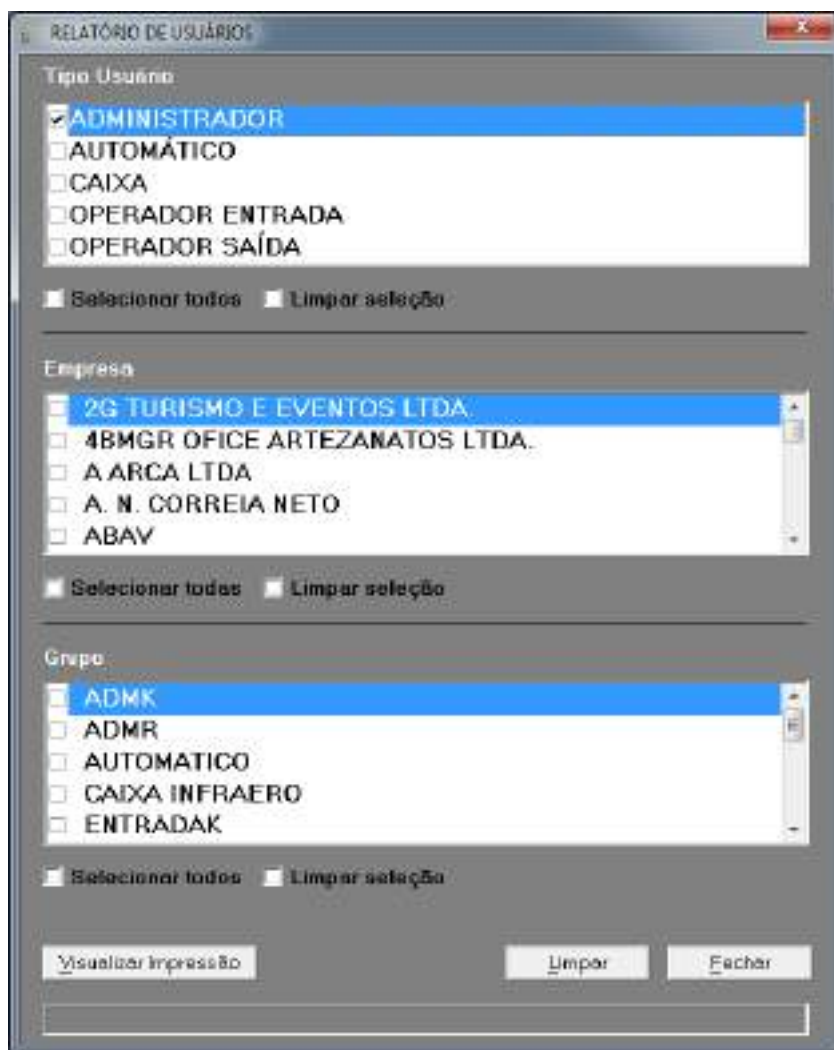 RELATÓRIO DE USUÁRIOS
Tipo Usuário
ADMINISTRADOR
AUTOMÁTICO
CAIXA
OPERADOR ENTRADA
OPERADOR SAÍDA
Selecionar todos Limpar seleção
Empresa
2G TURISMO E EVENTOS LTDA.
4BMGR OFICE ARTEZANATOS LTDA.
A ARCA LTDA
A. N. CORREIA NETO
ABAV
Selecionar todas Limpar seleção
Grupo
ADMK
ADMR
AUTOMATICO
CAIXA INFRAERO
ENTRADAK
Selecionar todos Limpar seleção
Visualizar Impressão Limpar Fechar